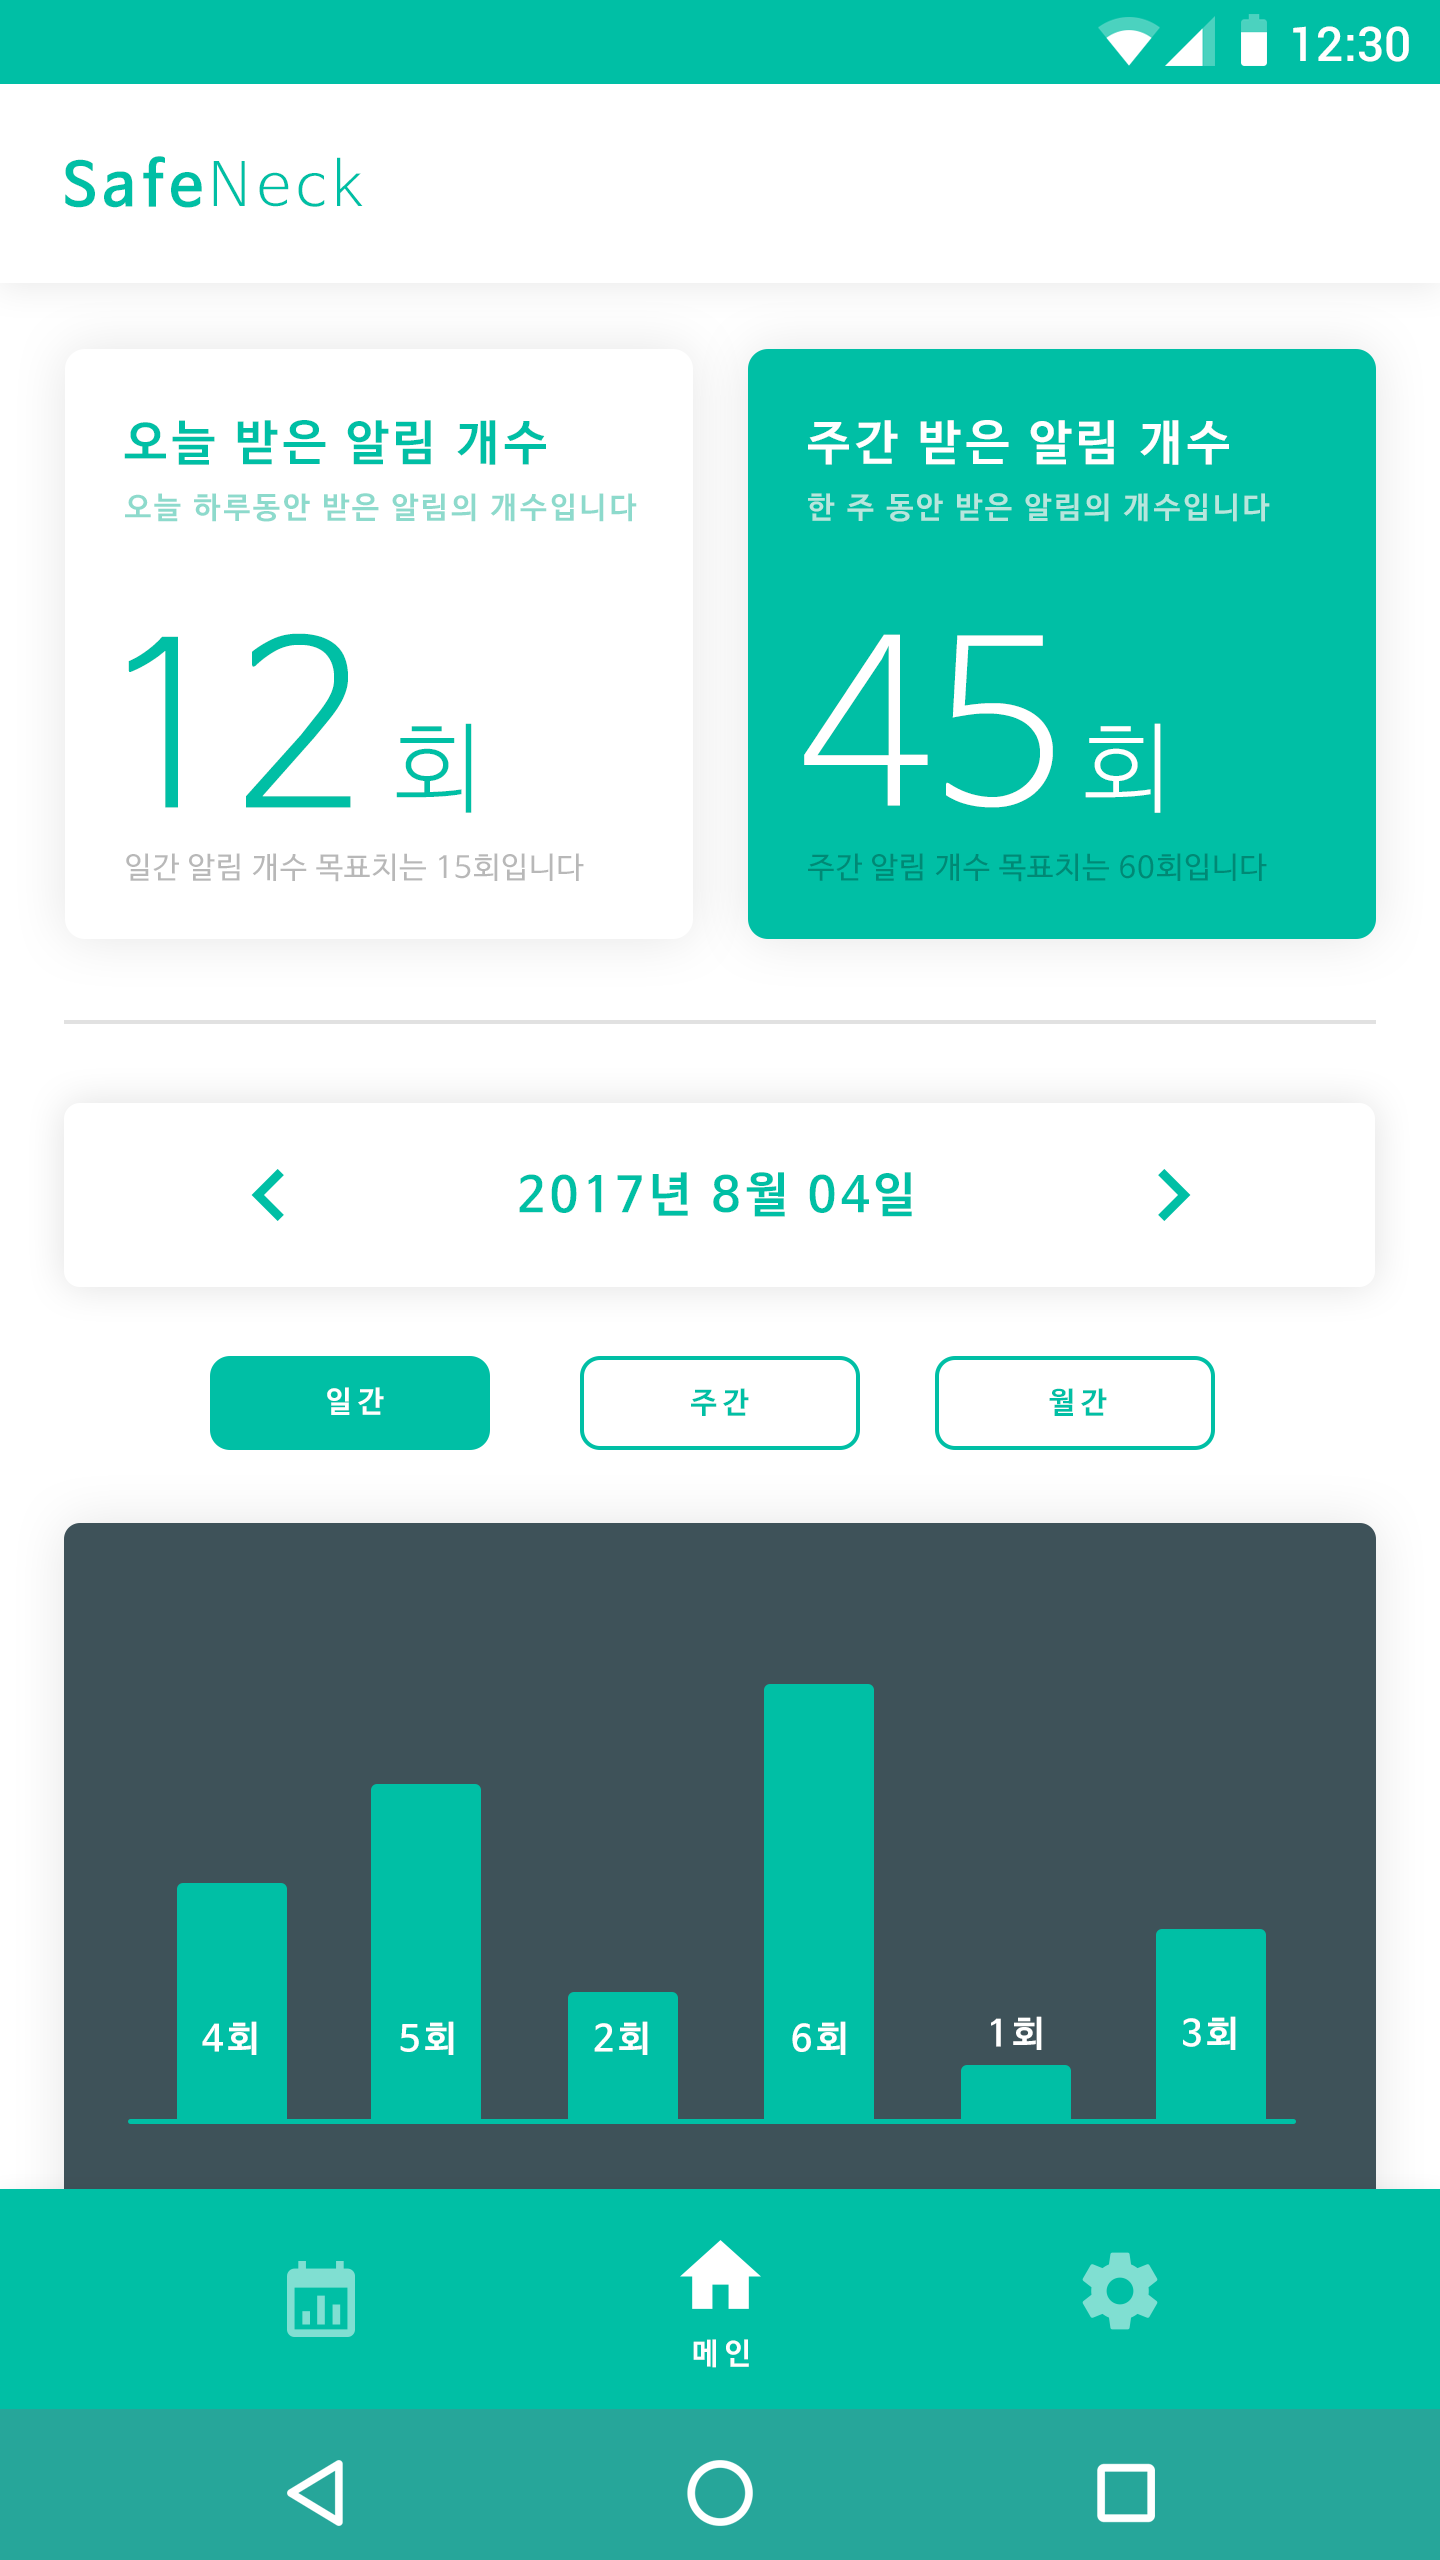 12:30
SafeNeck
오늘 받은 알림 개수
오늘 하루동안 받은 알림의 개수입니다
12 회
일간 알림 개수 목표치는 15회입니다
주간 받은 알림 개수
한 주 동안 받은 알림의 개수입니다
45 회
주간 알림 개수 목표치는 60회입니다
2017년 8월 04일
일간
주간
월간
4회
5회
2회
6회
1회
3회
메인